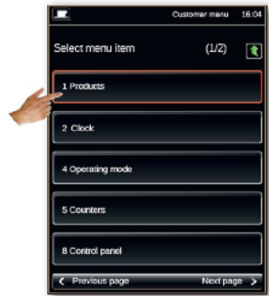 Customer menu 16:04
Select menu item (1/2)
1 Products
2 Clock
4 Operating mode
5 Counters
8 Control panel
Previous page Next page